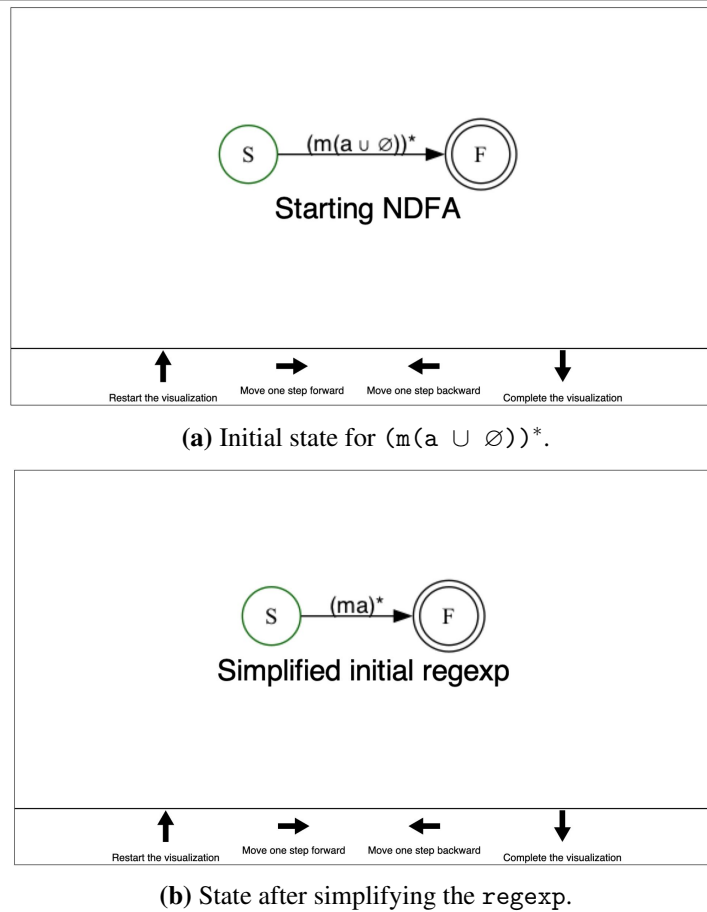 (m(a ∪ ∅))*
S F
Starting NDFA
Restart the visualization Move one step forward Move one step backward Complete the visualization
(a) Initial state for (m(a ∪ ∅))*.
(ma)*
S F
Simplified initial regexp
Restart the visualization Move one step forward Move one step backward Complete the visualization
(b) State after simplifying the regexp.